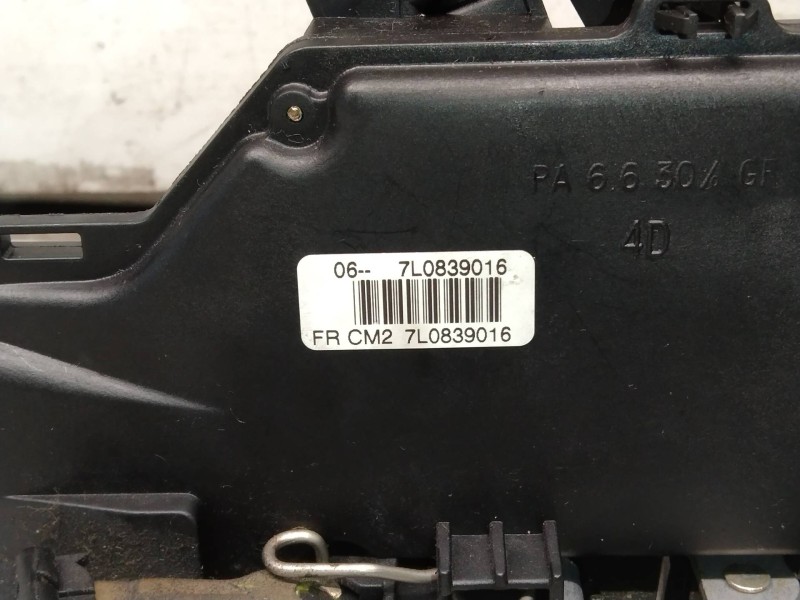 PA 6.6 30% GF
4D
06-- 7L0839016
FR CM2 7L0839016